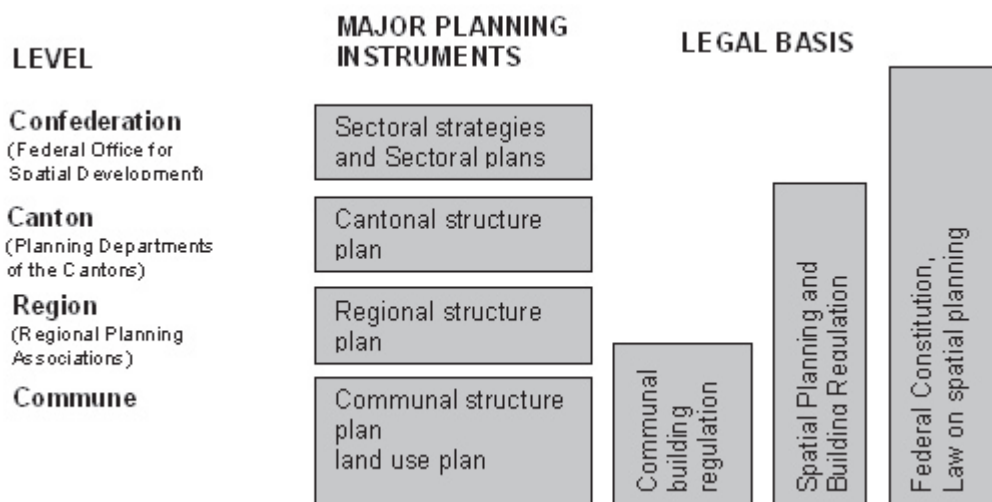 LEVEL
MAJOR PLANNING
INSTRUMENTS
LEGAL BASIS
Confederation
(Federal Office for
Spatial Development)
Sectoral strategies
and Sectoral plans
Canton
(Planning Departments
of the Cantons)
Cantonal structure
plan
Region
(Regional Planning
Associations)
Regional structure
plan
Commune
Communal structure
plan
land use plan
Communal
building
regulation
Spatial Planning and
Building Regulation
Federal Constitution,
Law on spatial planning